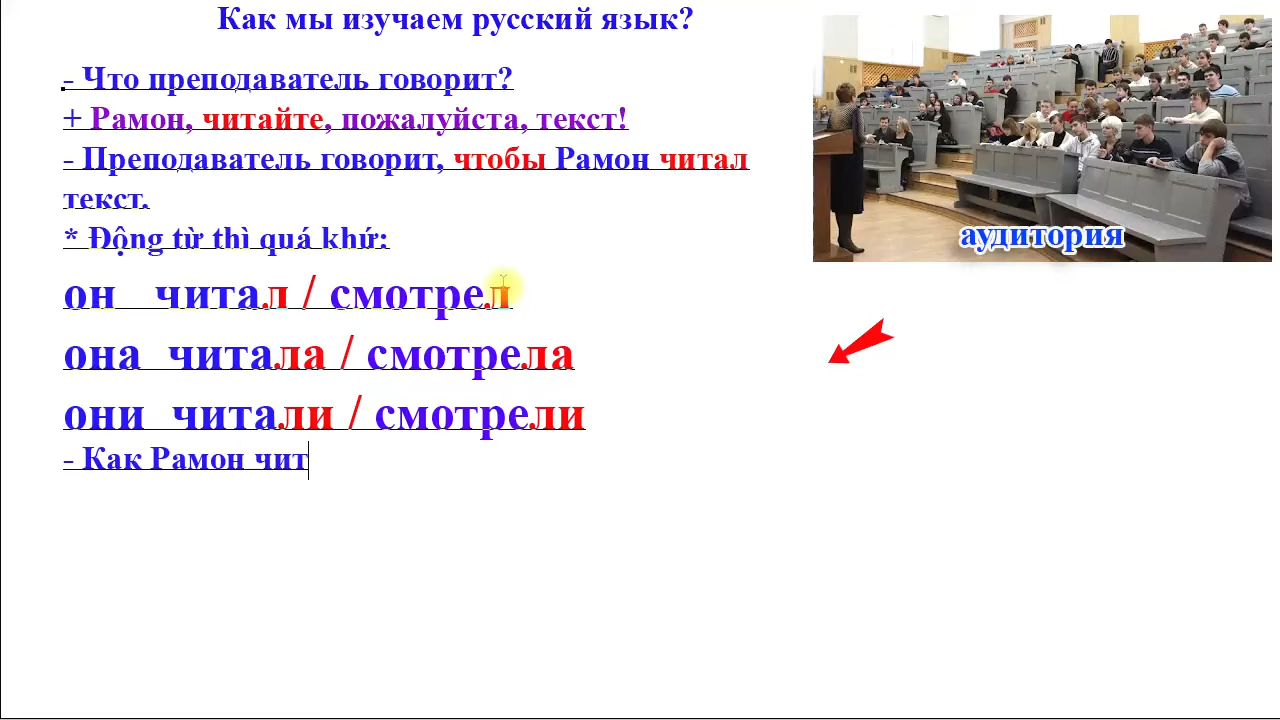 Как мы изучаем русский язык?
- Что преподаватель говорит?
+ Рамон, читайте, пожалуйста, текст!
- Преподаватель говорит, чтобы Рамон читал
текст.
* Động từ thì quá khứ:
он читал / смотрел
она читала / смотрела
они читали / смотрели
- Как Рамон чит
аудитория